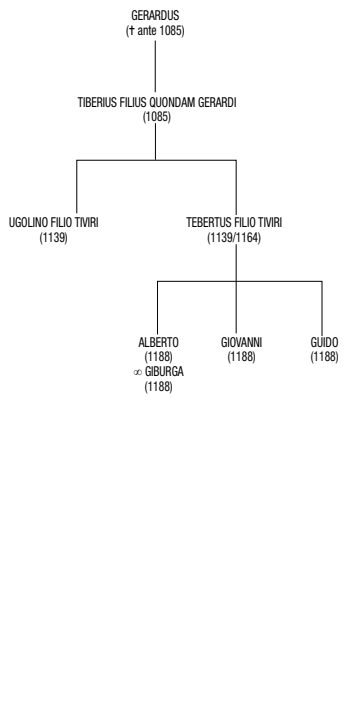 GERARDUS
(† ante 1085)
TIBERIUS FILIUS QUONDAM GERARDI
(1085)
UGOLINO FILIO TIVIRI
(1139)
TEBERTUS FILIO TIVIRI
(1139/1164)
ALBERTO
(1188)
∞ GIBURGA
(1188)
GIOVANNI
(1188)
GUIDO
(1188)